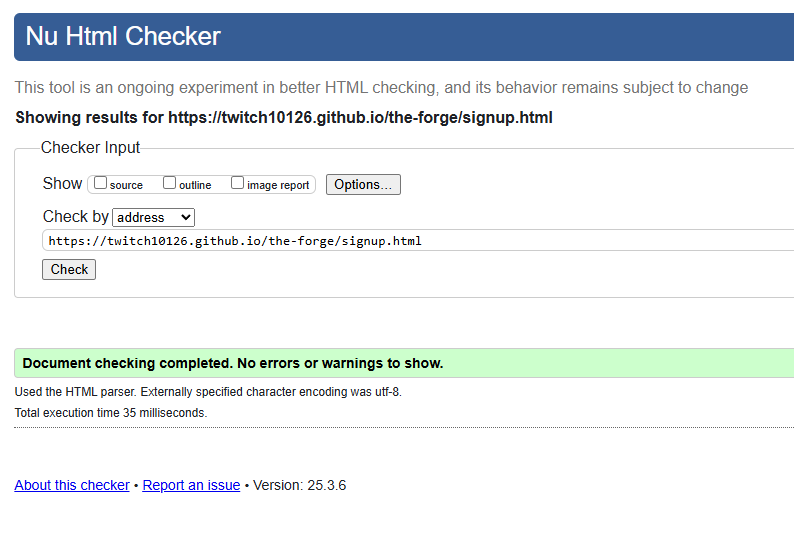 Nu Html Checker
This tool is an ongoing experiment in better HTML checking, and its behavior remains subject to change
Showing results for https://twitch10126.github.io/the-forge/signup.html
Checker Input
Show source outline image report Options...
Check by address
https://twitch10126.github.io/the-forge/signup.html
Check
Document checking completed. No errors or warnings to show.
Used the HTML parser. Externally specified character encoding was utf-8.
Total execution time 35 milliseconds.
About this checker • Report an issue • Version: 25.3.6